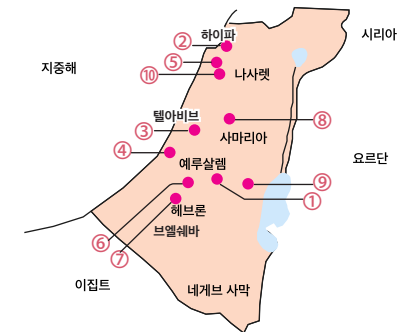 하이파
시리아
②
⑤
지중해
⑩
나사렛
텔아비브
⑧
③
사마리아
④
요르단
예루살렘
⑨
①
헤브론
⑥
브엘쉐바
⑦
이집트
네게브 사막